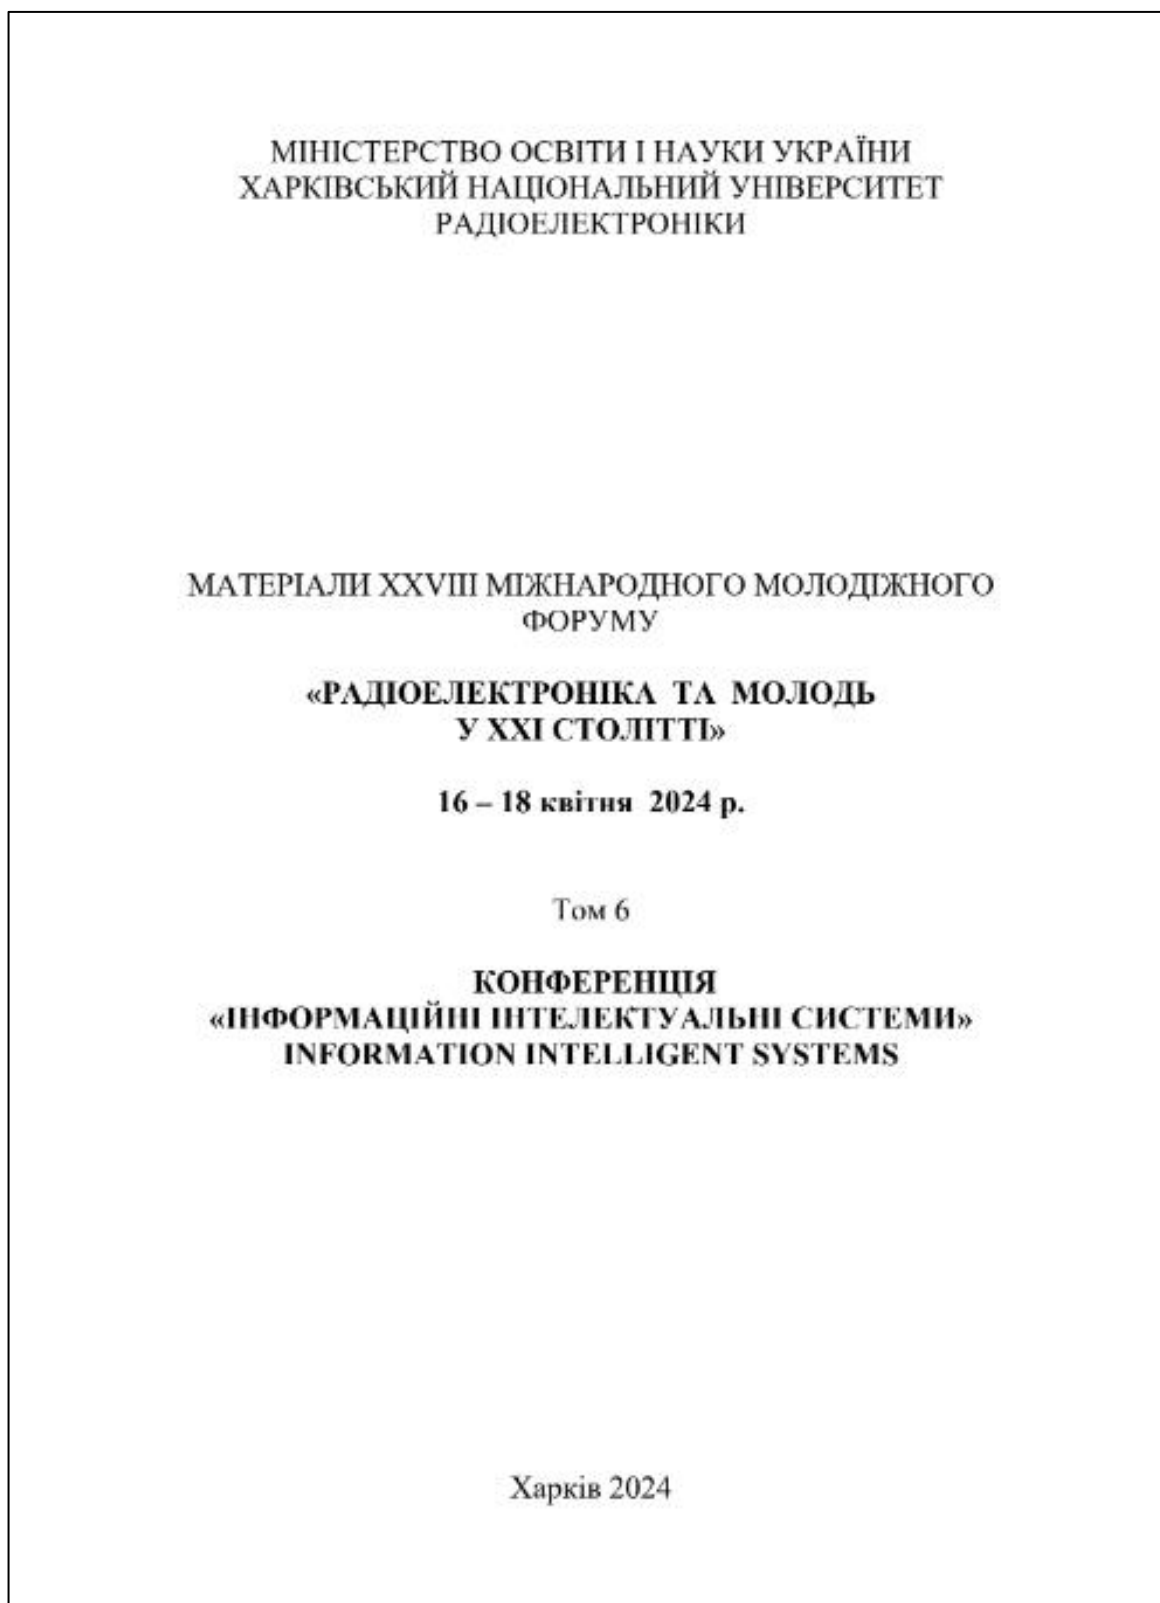 МІНІСТЕРСТВО ОСВІТИ І НАУКИ УКРАЇНИ
ХАРКІВСЬКИЙ НАЦІОНАЛЬНИЙ УНІВЕРСИТЕТ
РАДІОЕЛЕКТРОНІКИ
МАТЕРІАЛИ XXVIII МІЖНАРОДНОГО МОЛОДІЖНОГО
ФОРУМУ
«РАДІОЕЛЕКТРОНІКА ТА МОЛОДЬ
У XXI СТОЛІТТІ»
16 – 18 квітня 2024 р.
Том 6
КОНФЕРЕНЦІЯ
«ІНФОРМАЦІЙНІ ІНТЕЛЕКТУАЛЬНІ СИСТЕМИ»
INFORMATION INTELLIGENT SYSTEMS
Харків 2024